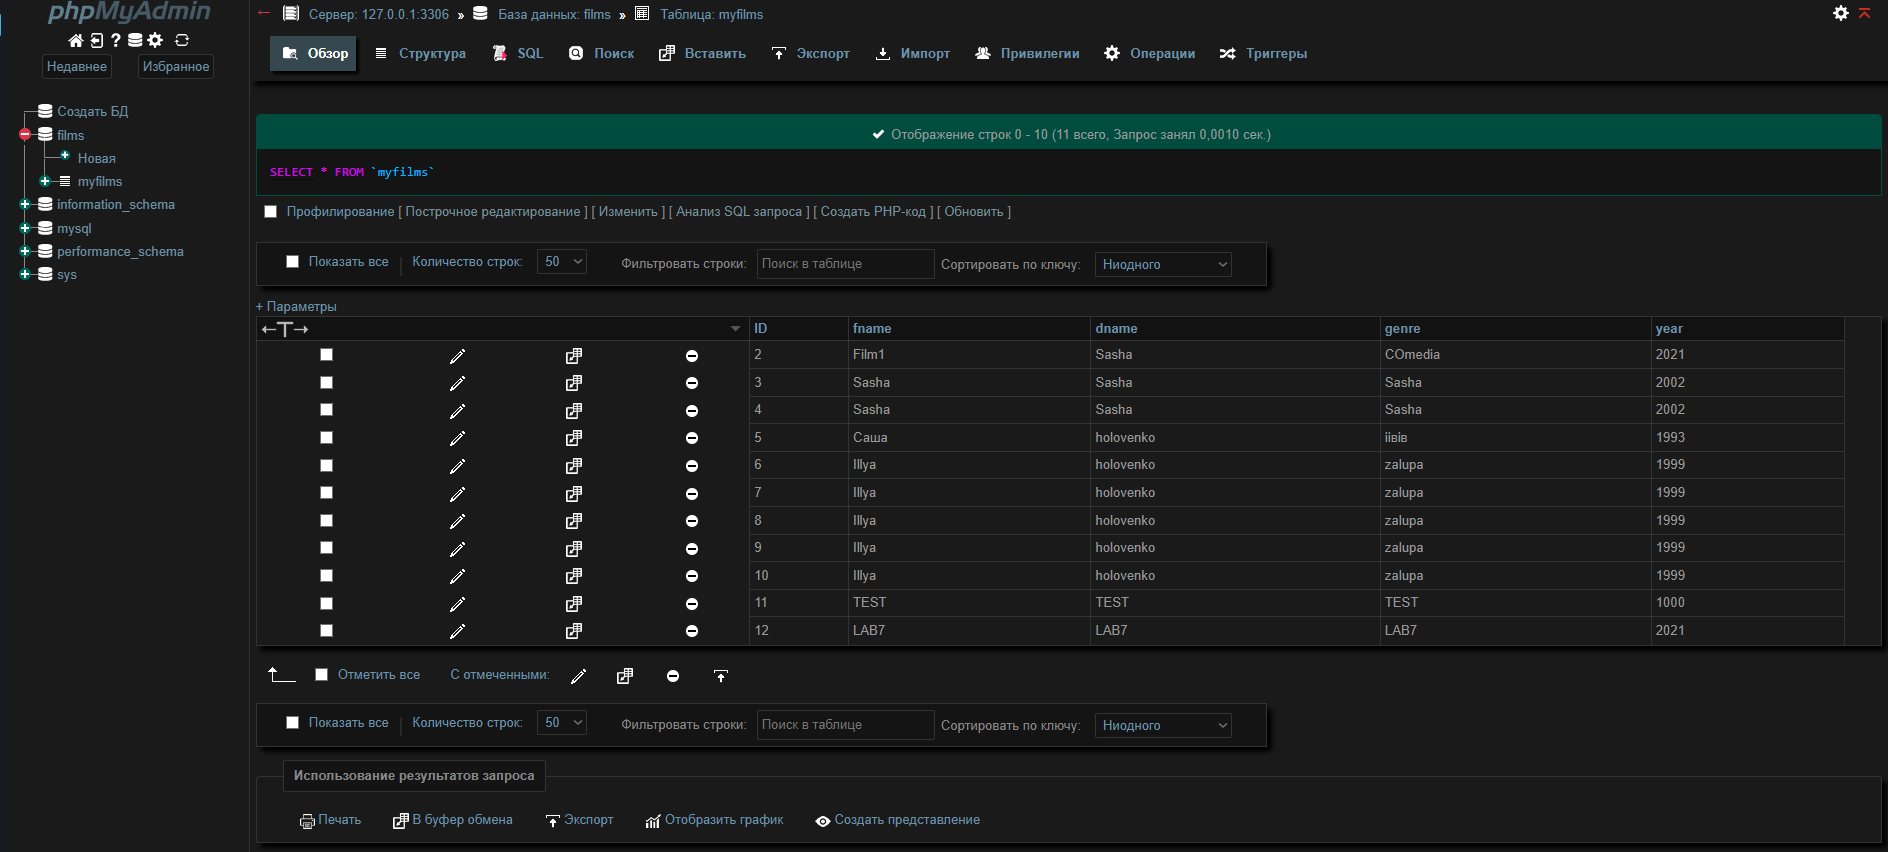 phpMyAdmin
Недавнее Избранное
Создать БД
films
Новая
myfilms
information_schema
mysql
performance_schema
sys
Сервер: 127.0.0.1:3306 » База данных: films » Таблица: myfilms
Обзор Структура SQL Поиск Вставить Экспорт Импорт Привилегии Операции Триггеры
Отображение строк 0 - 10 (11 всего, Запрос занял 0,0010 сек.)
SELECT * FROM `myfilms`
Профилирование [ Построчное редактирование ] [ Изменить ] [ Анализ SQL запроса ] [ Создать PHP-код ] [ Обновить ]
Показать все | Количество строк: 50 Фильтровать строки: Поиск в таблице Сортировать по ключу: Ниодного
+ Параметры
←T→ ID fname dname genre year
2 Film1 Sasha COmedia 2021
3 Sasha Sasha Sasha 2002
4 Sasha Sasha Sasha 2002
5 Саша holovenko іівів 1993
6 Illya holovenko zalupa 1999
7 Illya holovenko zalupa 1999
8 Illya holovenko zalupa 1999
9 Illya holovenko zalupa 1999
10 Illya holovenko zalupa 1999
11 TEST TEST TEST 1000
12 LAB7 LAB7 LAB7 2021
Отметить все С отмеченными:
Показать все | Количество строк: 50 Фильтровать строки: Поиск в таблице Сортировать по ключу: Ниодного
Использование результатов запроса
Печать В буфер обмена Экспорт Отобразить график Создать представление